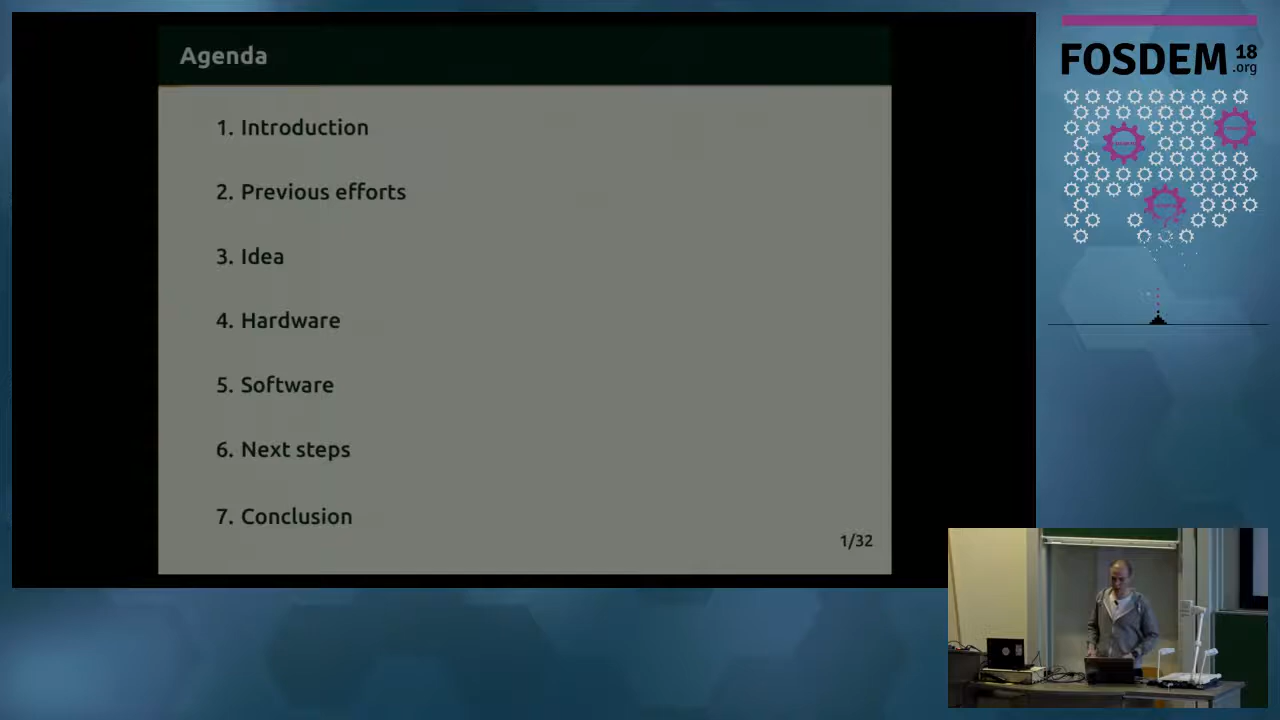 Agenda
1. Introduction
2. Previous efforts
3. Idea
4. Hardware
5. Software
6. Next steps
7. Conclusion
1/32
FOSDEM 18
.org